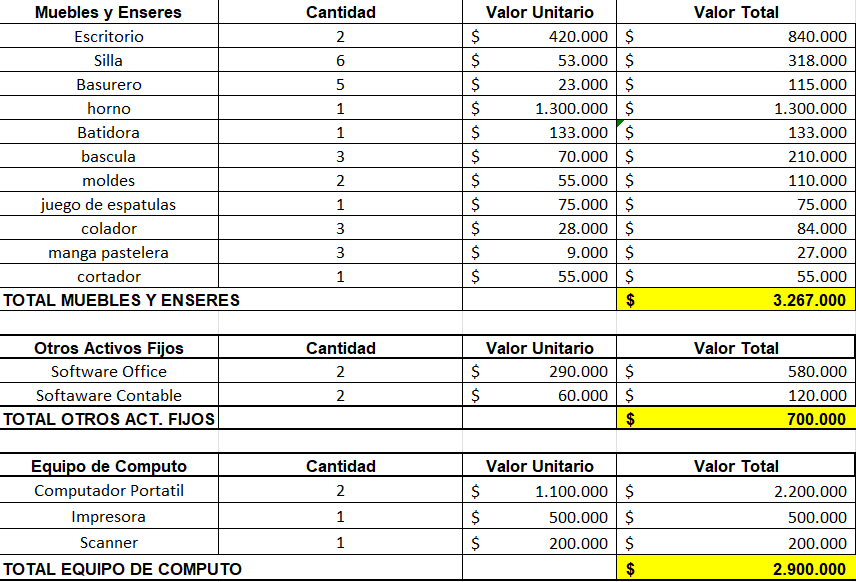 Muebles y Enseres Cantidad Valor Unitario Valor Total
Escritorio 2 $ 420.000 $ 840.000
Silla 6 $ 53.000 $ 318.000
Basurero 5 $ 23.000 $ 115.000
horno 1 $ 1.300.000 $ 1.300.000
Batidora 1 $ 133.000 $ 133.000
bascula 3 $ 70.000 $ 210.000
moldes 2 $ 55.000 $ 110.000
juego de espatulas 1 $ 75.000 $ 75.000
colador 3 $ 28.000 $ 84.000
manga pastelera 3 $ 9.000 $ 27.000
cortador 1 $ 55.000 $ 55.000
TOTAL MUEBLES Y ENSERES $ 3.267.000
Otros Activos Fijos Cantidad Valor Unitario Valor Total
Software Office 2 $ 290.000 $ 580.000
Softaware Contable 2 $ 60.000 $ 120.000
TOTAL OTROS ACT. FIJOS $ 700.000
Equipo de Computo Cantidad Valor Unitario Valor Total
Computador Portatil 2 $ 1.100.000 $ 2.200.000
Impresora 1 $ 500.000 $ 500.000
Scanner 1 $ 200.000 $ 200.000
TOTAL EQUIPO DE COMPUTO $ 2.900.000